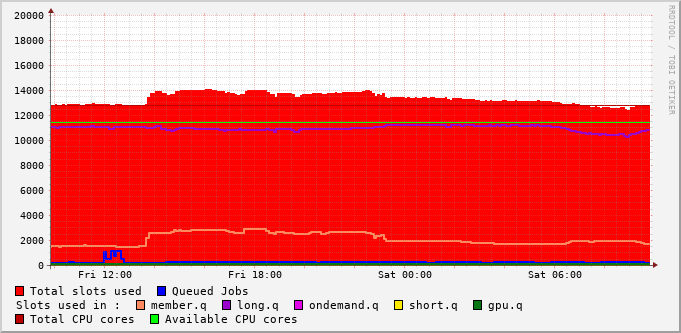 20000
18000
16000
14000
12000
10000
8000
6000
4000
2000
0
Fri 12:00 Fri 18:00 Sat 00:00 Sat 06:00
RRDTOOL / TOBI OETIKER
Total slots used Queued Jobs
Slots used in : member.q long.q ondemand.q short.q gpu.q
Total CPU cores Available CPU cores